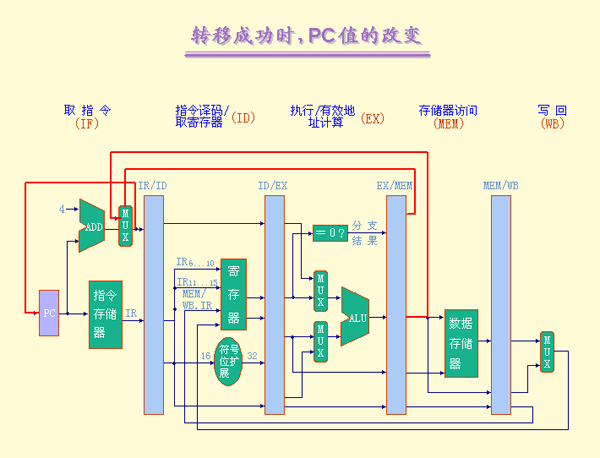 转移成功时,PC值的改变
取 指 令
(IF)
指令译码/
取寄存器
(ID)
执行/有效地
址计算
(EX)
存储器访问
(MEM)
写 回
(WB)
IR/ID
ID/EX
EX/MEM
MEM/WB
4
ADD
MUX
=0?
分 支
结 果
IR6...10
IR11...15
MEM/
WB.IR
寄存器
MUX
MUX
ALU
PC
指令
存储
器
IR
数据
存储
器
MUX
16
符号
位扩
展
32